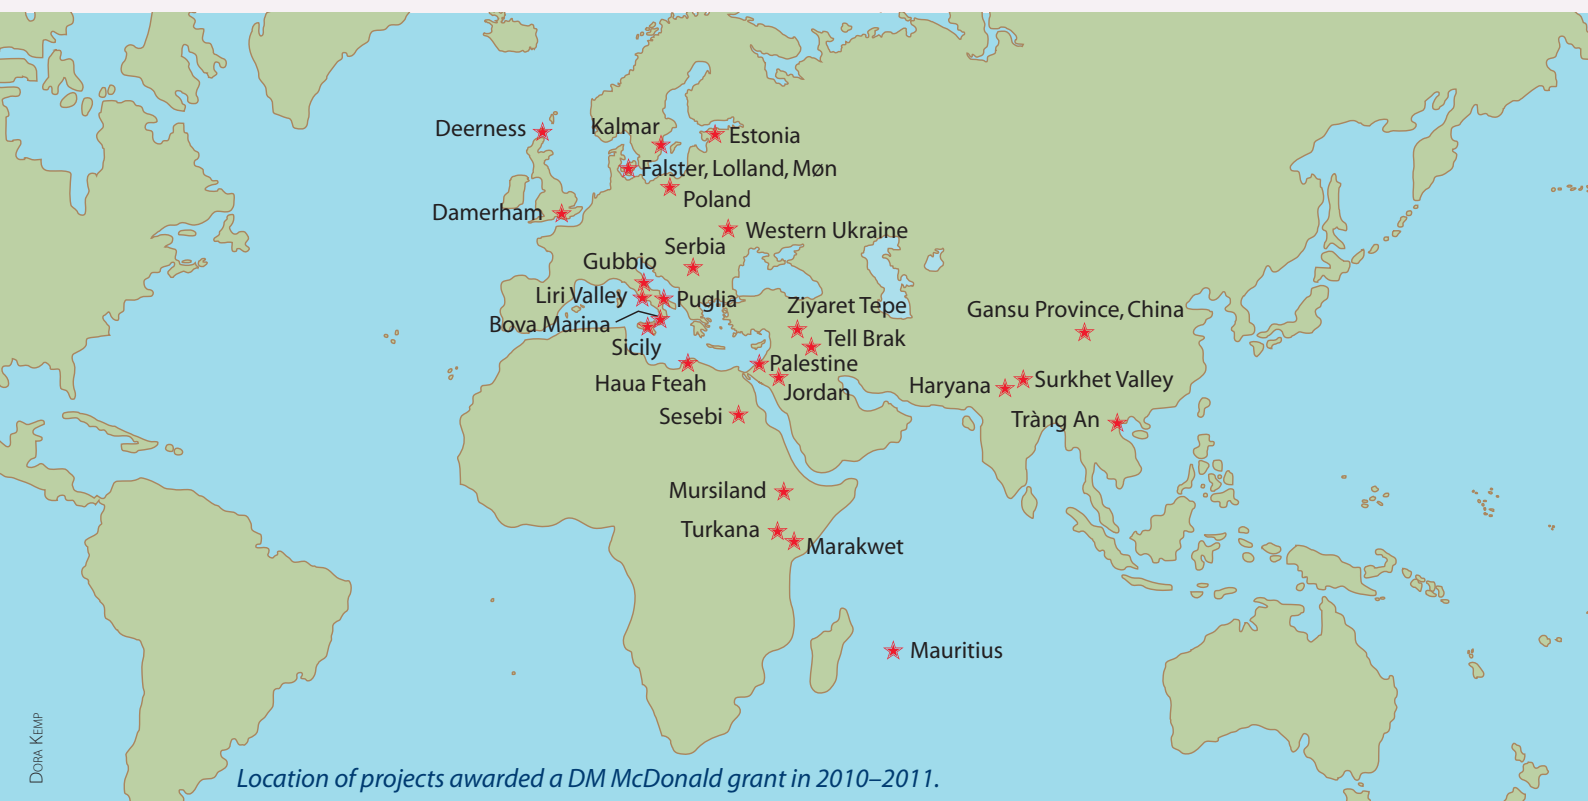 Deerness
Kalmar
Estonia
Falster, Lolland, Møn
Poland
Damerham
Western Ukraine
Serbia
Gubbio
Liri Valley
Puglia
Ziyaret Tepe
Gansu Province, China
Bova Marina
Tell Brak
Sicily
Palestine
Haua Fteah
Jordan
Haryana
Surkhet Valley
Sesebi
Tràng An
Mursiland
Turkana
Marakwet
Mauritius
Dora Kemp
Location of projects awarded a DM McDonald grant in 2010–2011.